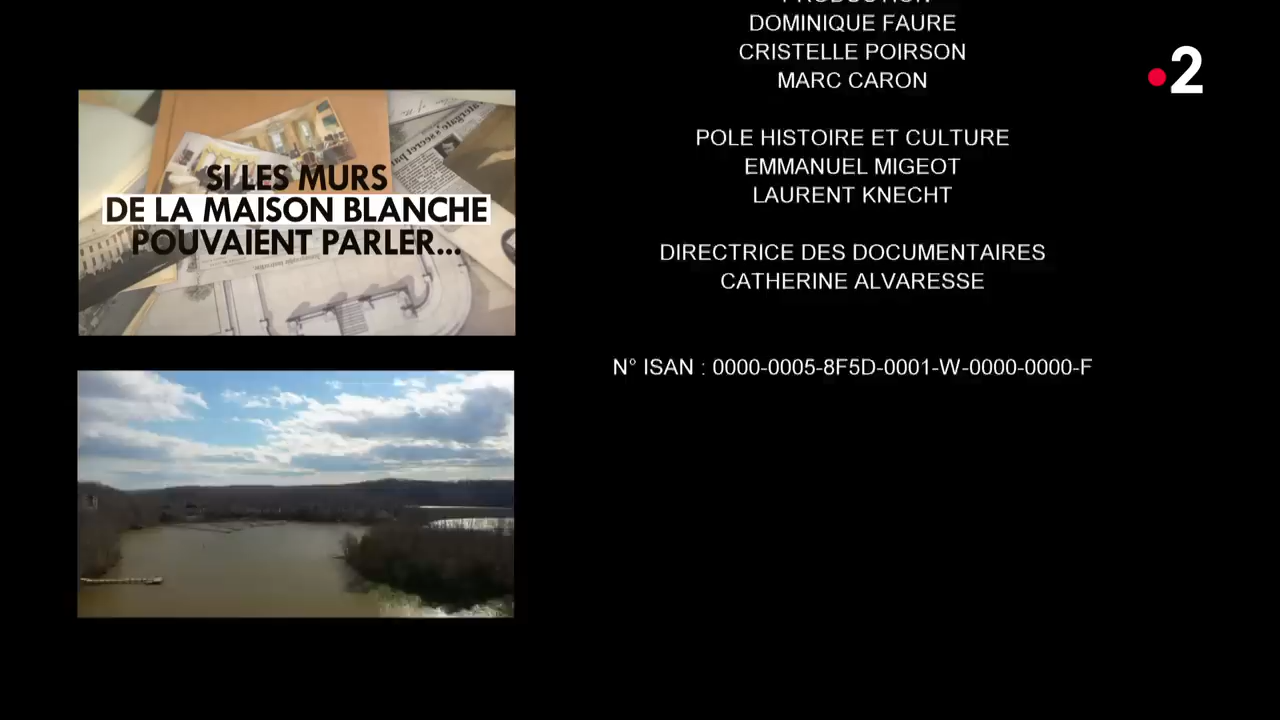 PRODUCTION
DOMINIQUE FAURE
CRISTELLE POIRSON
MARC CARON
2
POLE HISTOIRE ET CULTURE
EMMANUEL MIGEOT
LAURENT KNECHT
DIRECTRICE DES DOCUMENTAIRES
CATHERINE ALVARESSE
N° ISAN : 0000-0005-8F5D-0001-W-0000-0000-F
SI LES MURS
DE LA MAISON BLANCHE
POUVAIENT PARLER...